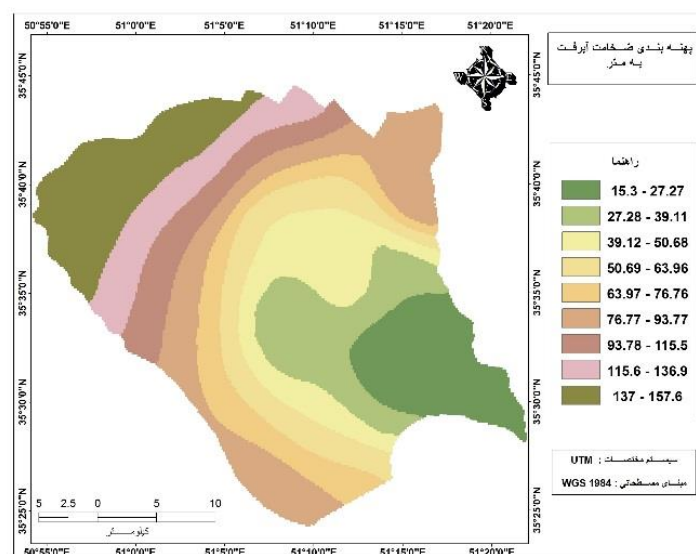 50°55'0"E 51°0'0"E 51°5'0"E 51°10'0"E 51°15'0"E 51°20'0"E
35°45'0"N
35°40'0"N
35°35'0"N
35°30'0"N
35°25'0"N
پهنه بندی ضخامت آبرفت
به متر.
35°45'0"N
35°40'0"N
35°35'0"N
35°30'0"N
35°25'0"N
راهنما
15.3 - 27.27
27.28 - 39.11
39.12 - 50.68
50.69 - 63.96
63.97 - 76.76
76.77 - 93.77
93.78 - 115.5
115.6 - 136.9
137 - 157.6
سیستم مختصات : UTM
مبنای مسطحاتی : WGS 1984
5 2.5 0 5 10
کیلومتر
50°55'0"E 51°0'0"E 51°5'0"E 51°10'0"E 51°15'0"E 51°20'0"E